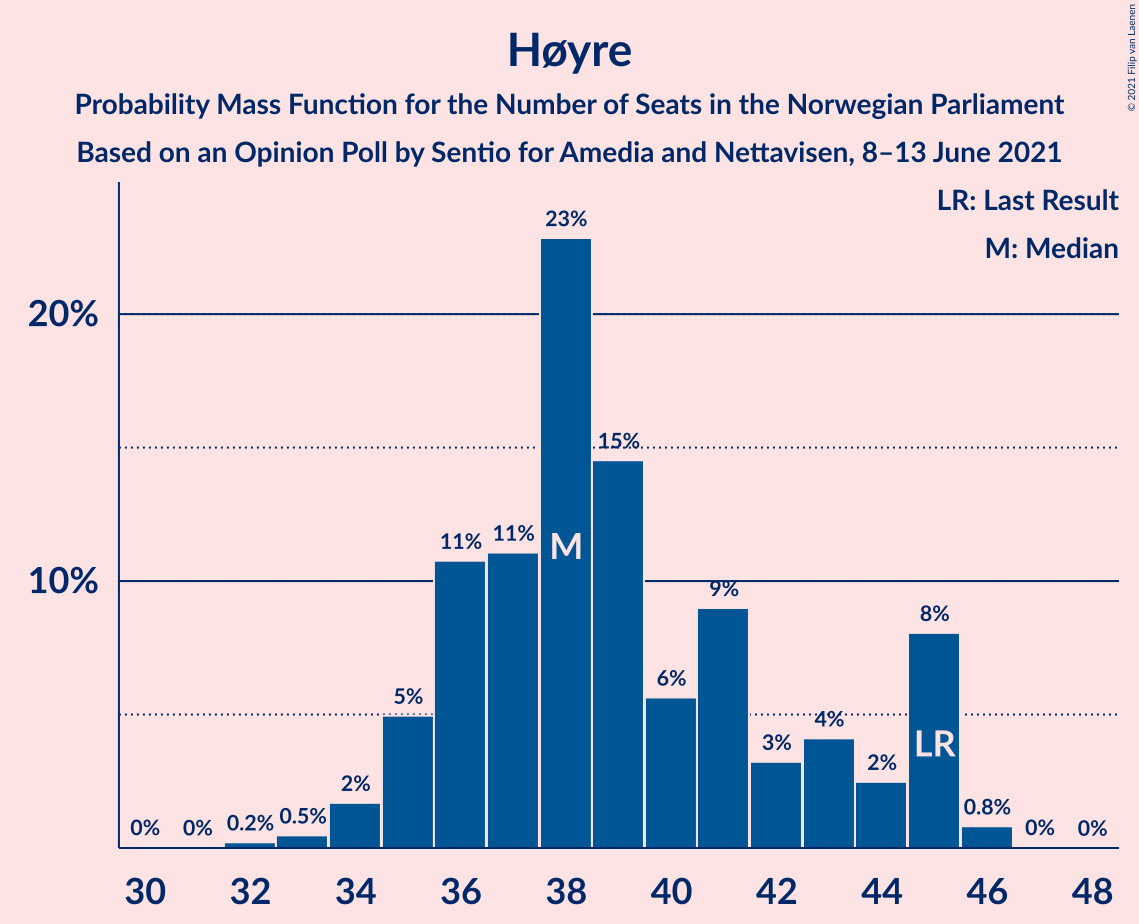 Høyre
Probability Mass Function for the Number of Seats in the Norwegian Parliament
Based on an Opinion Poll by Sentio for Amedia and Nettavisen, 8–13 June 2021
© 2021 Filip van Laenen
LR: Last Result
M: Median
20%
10%
0%
0%
0.2%
0.5%
2%
5%
11%
11%
23%
15%
6%
9%
3%
4%
2%
8%
0.8%
0%
0%
M
LR
30 32 34 36 38 40 42 44 46 48